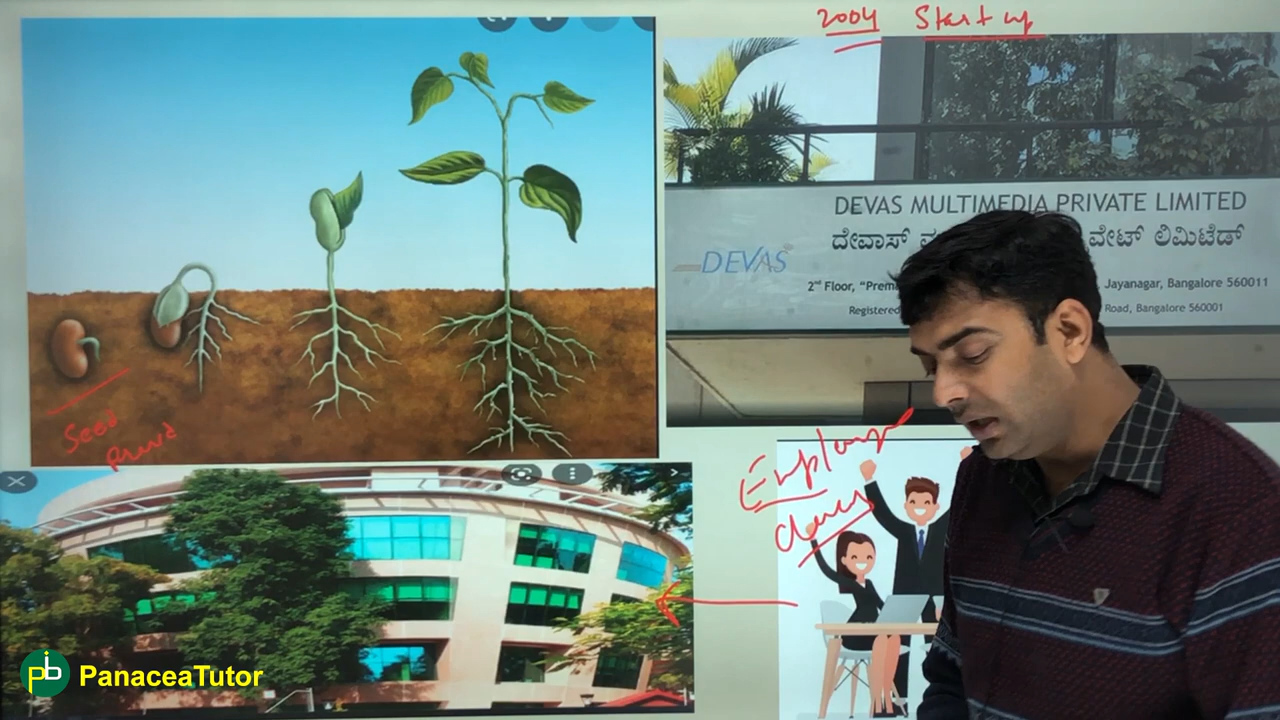 2004 Start up
DEVAS MULTIMEDIA PRIVATE LIMITED
ದೇವಾಸ್ ವೇಟ್ ಲಿಮಿಟೆಡ್
DEVAS
2nd Floor, "Prem Jayanagar, Bangalore 560011
Registered Road, Bangalore 560001
Seed
Employee
PanaceaTutor